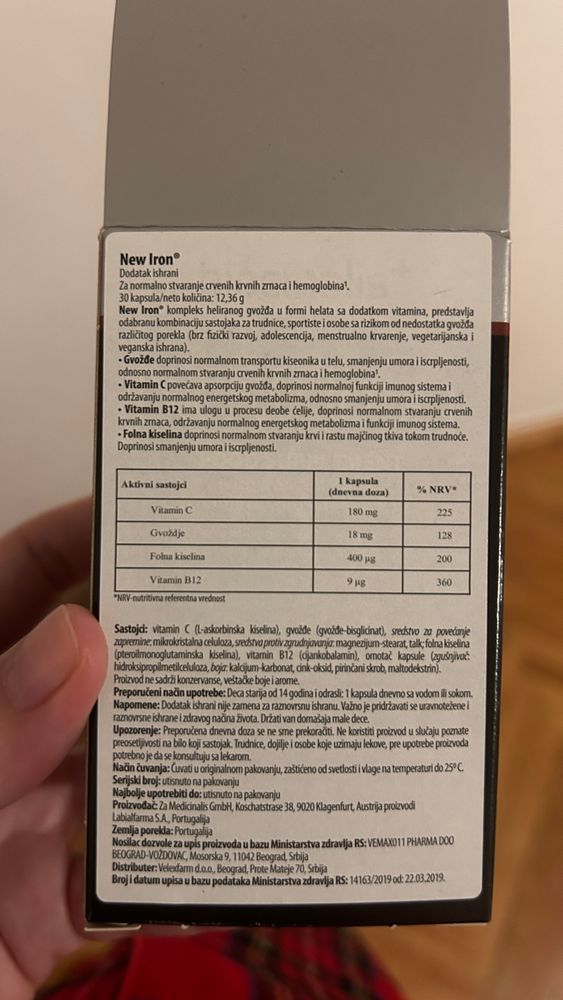 New Iron®
Dodatak ishrani
Za normalno stvaranje crvenih krvnih zrnaca i hemoglobina¹.
30 kapsula/neto količina: 12,36 g
New Iron® kompleks heliranog gvožđa u formi helata sa dodatkom vitamina, predstavlja
odabranu kombinaciju sastojaka za trudnice, sportiste i osobe sa rizikom od nedostatka gvožđa
različitog porekla (brz fizički razvoj, adolescencija, menstrualno krvarenje, vegetarijanska i
veganska ishrana).
• Gvožđe doprinosi normalnom transportu kiseonika u telu, smanjenju umora i iscrpljenosti,
odnosno normalnom stvaranju crvenih krvnih zrnaca i hemoglobina¹.
• Vitamin C povećava apsorpciju gvožđa, doprinosi normalnoj funkciji imunog sistema i
održavanju normalnog energetskog metabolizma, odnosno smanjenju umora i iscrpljenosti.
• Vitamin B12 ima ulogu u procesu deobe ćelije, doprinosi normalnom stvaranju crvenih
krvnih zrnaca, održavanju normalnog energetskog metabolizma i funkciji imunog sistema.
• Folna kiselina doprinosi normalnom stvaranju krvi i rastu majčinog tkiva tokom trudnoće.
Doprinosi smanjenju umora i iscrpljenosti.
Aktivni sastojci 1 kapsula (dnevna doza) % NRV*
Vitamin C 180 mg 225
Gvoždje 18 mg 128
Folna kiselina 400 µg 200
Vitamin B12 9 µg 360
*NRV-nutritivna referentna vrednost
Sastojci: vitamin C (L-askorbinska kiselina), gvožđe (gvožđe-bisglicinat), sredstvo za povećanje
zapremine: mikrokristalna celuloza, sredstva protiv zgrudnjavanja: magnezijum-stearat, talk; folna kiselina
(pteroilmonoglutaminska kiselina), vitamin B12 (cijankobalamin), omotač kapsule (zgušnjivač:
hidroksipropilmetilceluloza, boja: kalcijum-karbonat, cink-oksid, pirinčani skrob, maltodekstrin).
Proizvod ne sadrži konzervanse, veštačke boje i arome.
Preporučeni način upotrebe: Deca starija od 14 godina i odrasli: 1 kapsula dnevno sa vodom ili sokom.
Napomene: Dodatak ishrani nije zamena za raznovrsnu ishranu. Važno je pridržavati se uravnotežene i
raznovrsne ishrane i zdravog načina života. Držati van domašaja male dece.
Upozorenje: Preporučena dnevna doza se ne sme prekoračiti. Ne koristiti proizvod u slučaju poznate
preosetljivosti na bilo koji sastojak. Trudnice, dojilje i osobe koje uzimaju lekove, pre upotrebe proizvoda
potrebno je da se konsultuju sa lekarom.
Način čuvanja: Čuvati u originalnom pakovanju, zaštićeno od svetlosti i vlage na temperaturi do 25° C.
Serijski broj: utisnuto na pakovanju
Najbolje upotrebiti do: utisnuto na pakovanju
Proizvođač: Za Medicinalis GmbH, Koschatstrase 38, 9020 Klagenfurt, Austrija proizvodi
Labialfarma S.A., Portugalija
Zemlja porekla: Portugalija
Nosilac dozvole za upis proizvoda u bazu Ministarstva zdravlja RS: VEMAX011 PHARMA DOO
BEOGRAD-VOŽDOVAC, Mosorska 9, 11042 Beograd, Srbija
Distributer: Velexfarm d.o.o., Beograd, Prote Mateje 70, Srbija
Broj i datum upisa u bazu podataka Ministarstva zdravlja RS: 14163/2019 od: 22.03.2019.